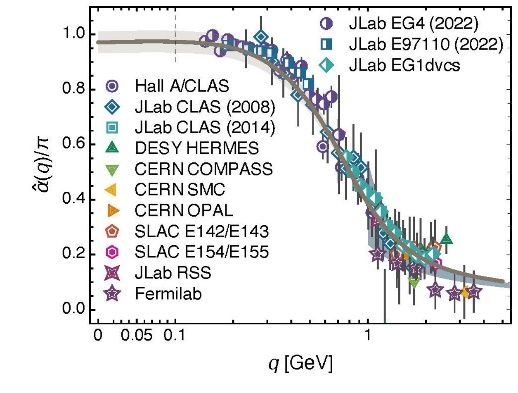 JLab EG4 (2022)
JLab E97110 (2022)
JLab EG1dvcs
Hall A/CLAS
JLab CLAS (2008)
JLab CLAS (2014)
DESY HERMES
CERN COMPASS
CERN SMC
CERN OPAL
SLAC E142/E143
SLAC E154/E155
JLab RSS
Fermilab
α̂(q)/π
1.0
0.8
0.6
0.4
0.2
0.0
0 0.05 0.1 1
q [GeV]